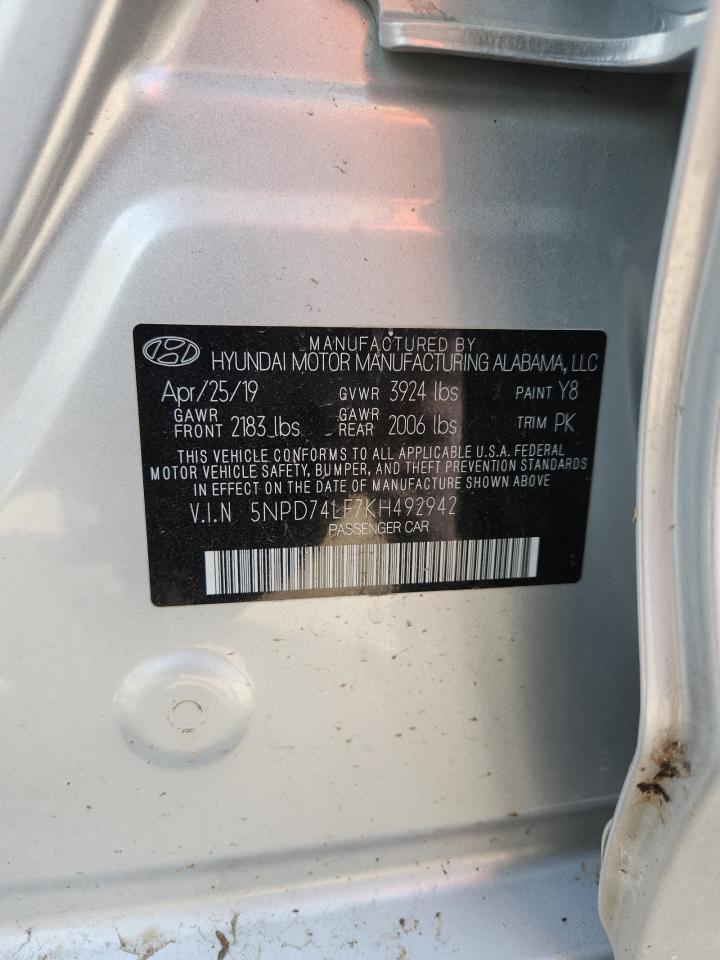 MANUFACTURED BY
HYUNDAI MOTOR MANUFACTURING ALABAMA, LLC
Apr/25/19 GVWR 3924 lbs PAINT Y8
GAWR FRONT 2183 lbs GAWR REAR 2006 lbs TRIM PK
THIS VEHICLE CONFORMS TO ALL APPLICABLE U.S.A. FEDERAL
MOTOR VEHICLE SAFETY, BUMPER, AND THEFT PREVENTION STANDARDS
IN EFFECT ON THE DATE OF MANUFACTURE SHOWN ABOVE
V.I.N 5NPD74LF7KH492942
PASSENGER CAR